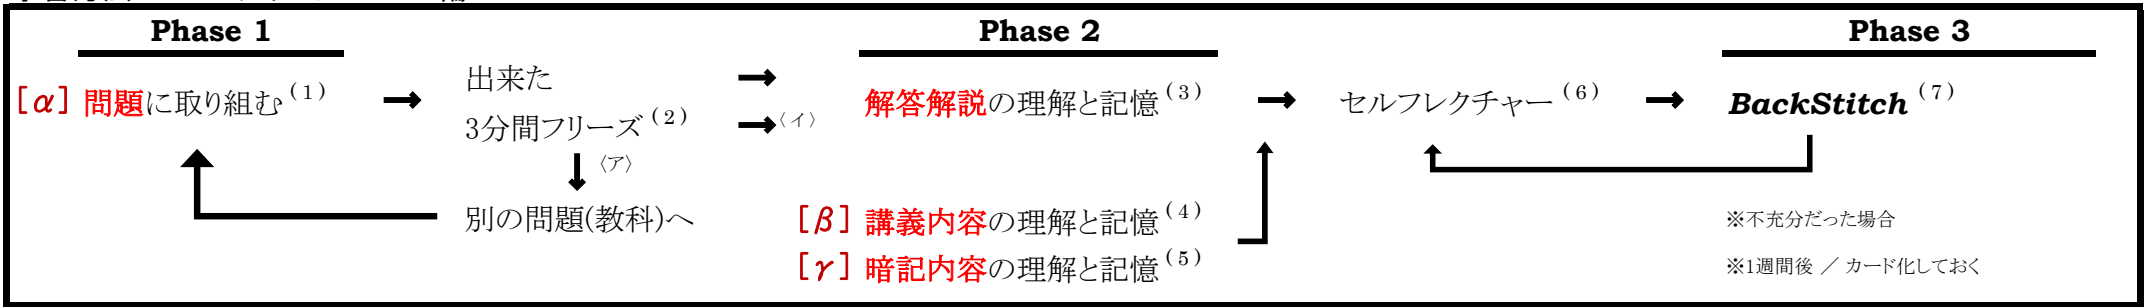 Phase 1
Phase 2
Phase 3
[α] 問題に取り組む(1)
出来た
3分間フリーズ(2)
〈イ〉
〈ア〉
別の問題(教科)へ
解答解説の理解と記憶(3)
[β] 講義内容の理解と記憶(4)
[γ] 暗記内容の理解と記憶(5)
セルフレクチャー(6)
BackStitch(7)
※不充分だった場合
※1週間後 / カード化しておく